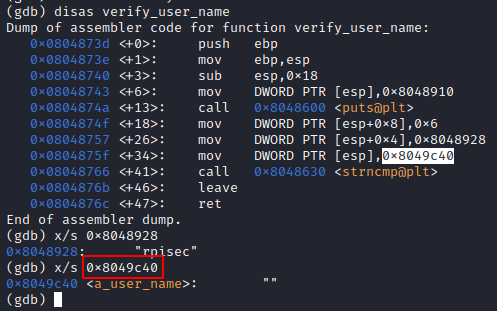 (gdb) disas verify_user_name
Dump of assembler code for function verify_user_name:
   0x0804873d <+0>:     push   ebp
   0x0804873e <+1>:     mov    ebp,esp
   0x08048740 <+3>:     sub    esp,0x18
   0x08048743 <+6>:     mov    DWORD PTR [esp],0x8048910
   0x0804874a <+13>:    call   0x8048600 <puts@plt>
   0x0804874f <+18>:    mov    DWORD PTR [esp+0x8],0x6
   0x08048757 <+26>:    mov    DWORD PTR [esp+0x4],0x8048928
   0x0804875f <+34>:    mov    DWORD PTR [esp],0x8049c40
   0x08048766 <+41>:    call   0x8048630 <strncmp@plt>
   0x0804876b <+46>:    leave
   0x0804876c <+47>:    ret
End of assembler dump.
(gdb) x/s 0x8048928
0x8048928:      "rpisec"
(gdb) x/s 0x8049c40
0x8049c40 <a_user_name>:        ""
(gdb)